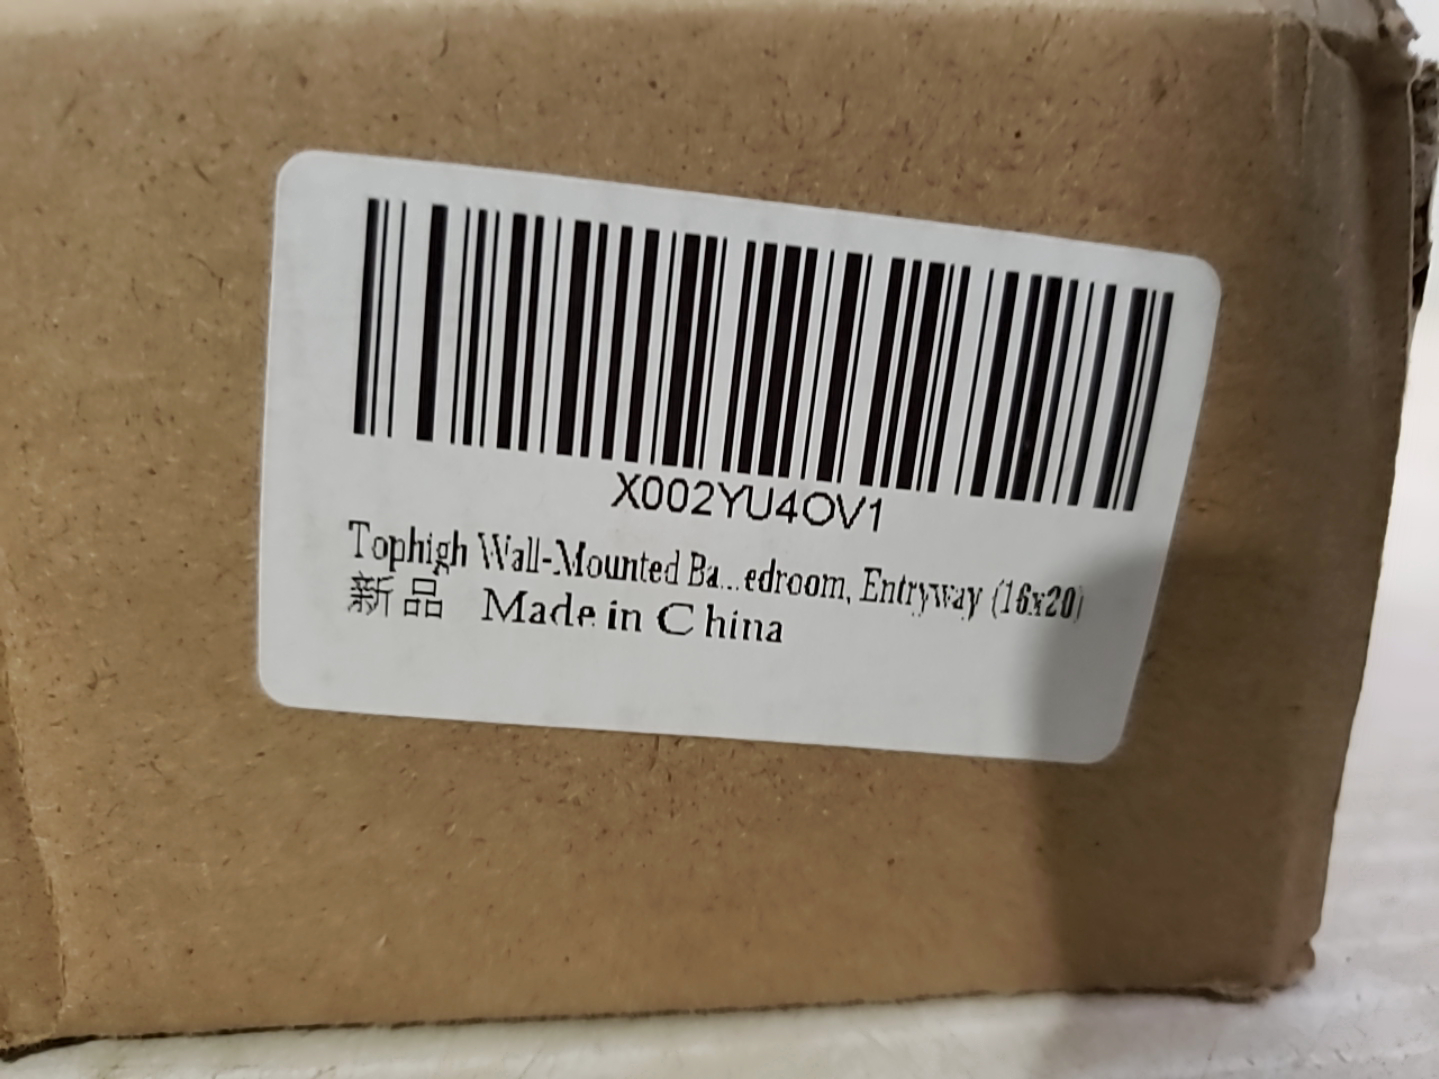 X002YU4OV1
Tophigh Wall-Mounted Ba...edroom, Entryway (16x20)
新品 Made in China